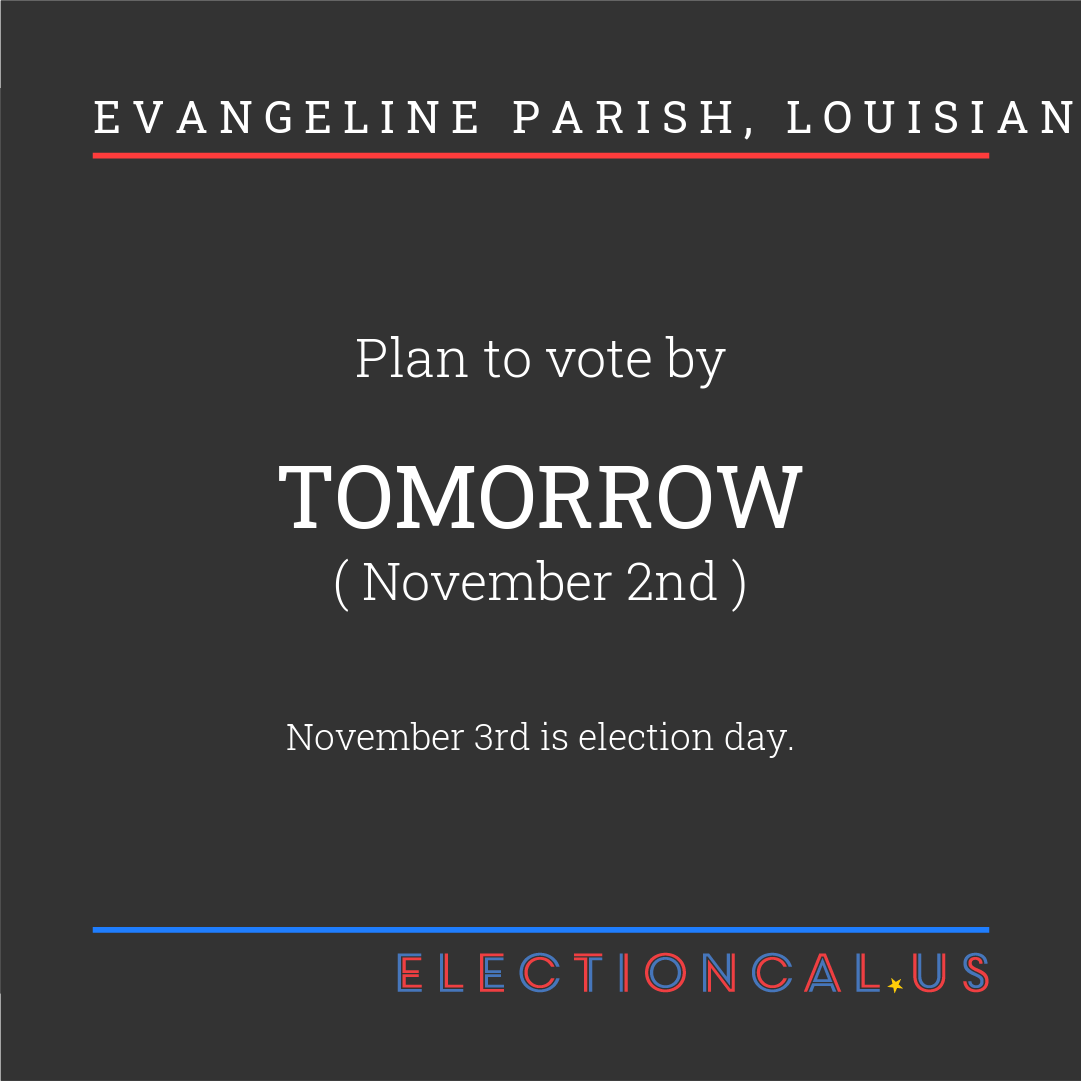 EVANGELINE PARISH, LOUISIAN
Plan to vote by
TOMORROW
( November 2nd )
November 3rd is election day.
ELECTIONCAL.US